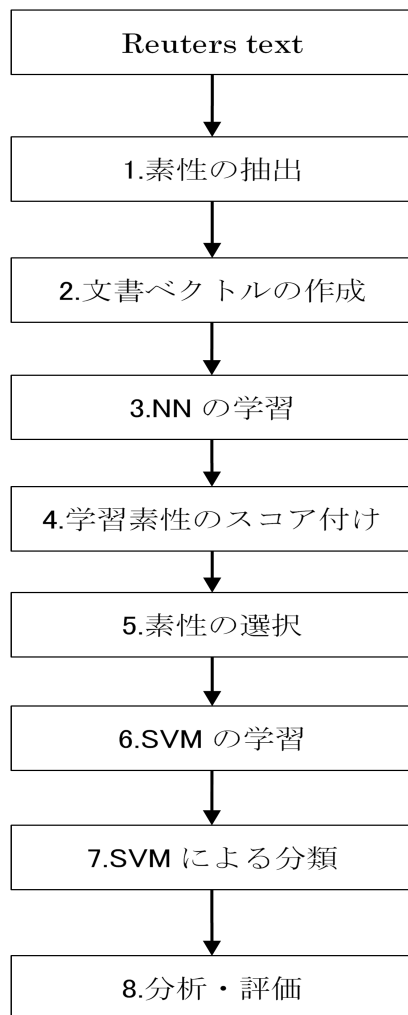 Reuters text
1.素性の抽出
2.文書ベクトルの作成
3.NN の学習
4.学習素性のスコア付け
5.素性の選択
6.SVM の学習
7.SVM による分類
8.分析・評価